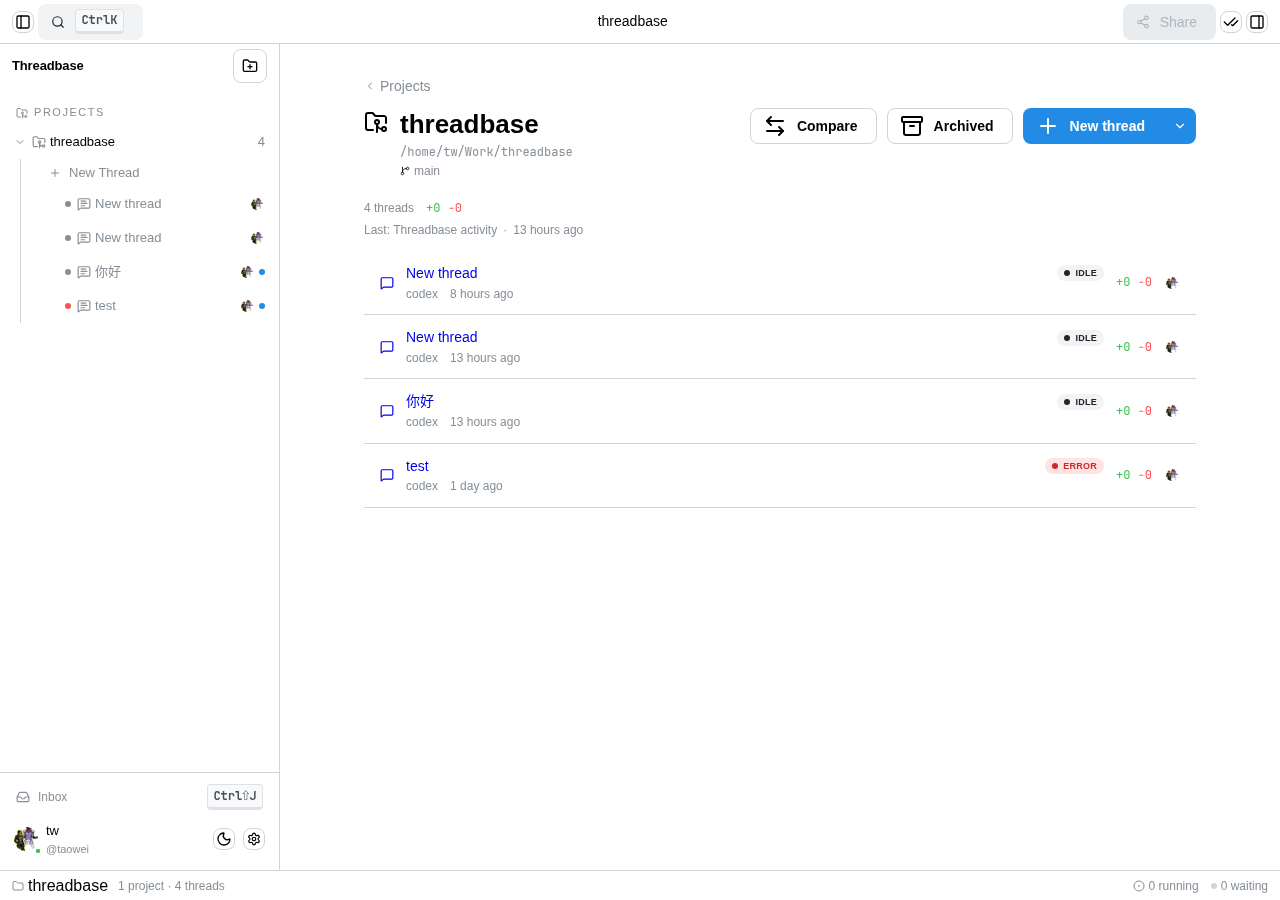 CtrlK
threadbase
Share
Threadbase
PROJECTS
threadbase 4
New Thread
New thread
New thread
你好
test
Inbox
Ctrl⇧J
tw
@taowei
Projects
threadbase
/home/tw/Work/threadbase
main
Compare
Archived
New thread
4 threads +0 -0
Last: Threadbase activity · 13 hours ago
New thread
codex 8 hours ago
IDLE
+0 -0
New thread
codex 13 hours ago
IDLE
+0 -0
你好
codex 13 hours ago
IDLE
+0 -0
test
codex 1 day ago
ERROR
+0 -0
threadbase 1 project · 4 threads
0 running 0 waiting